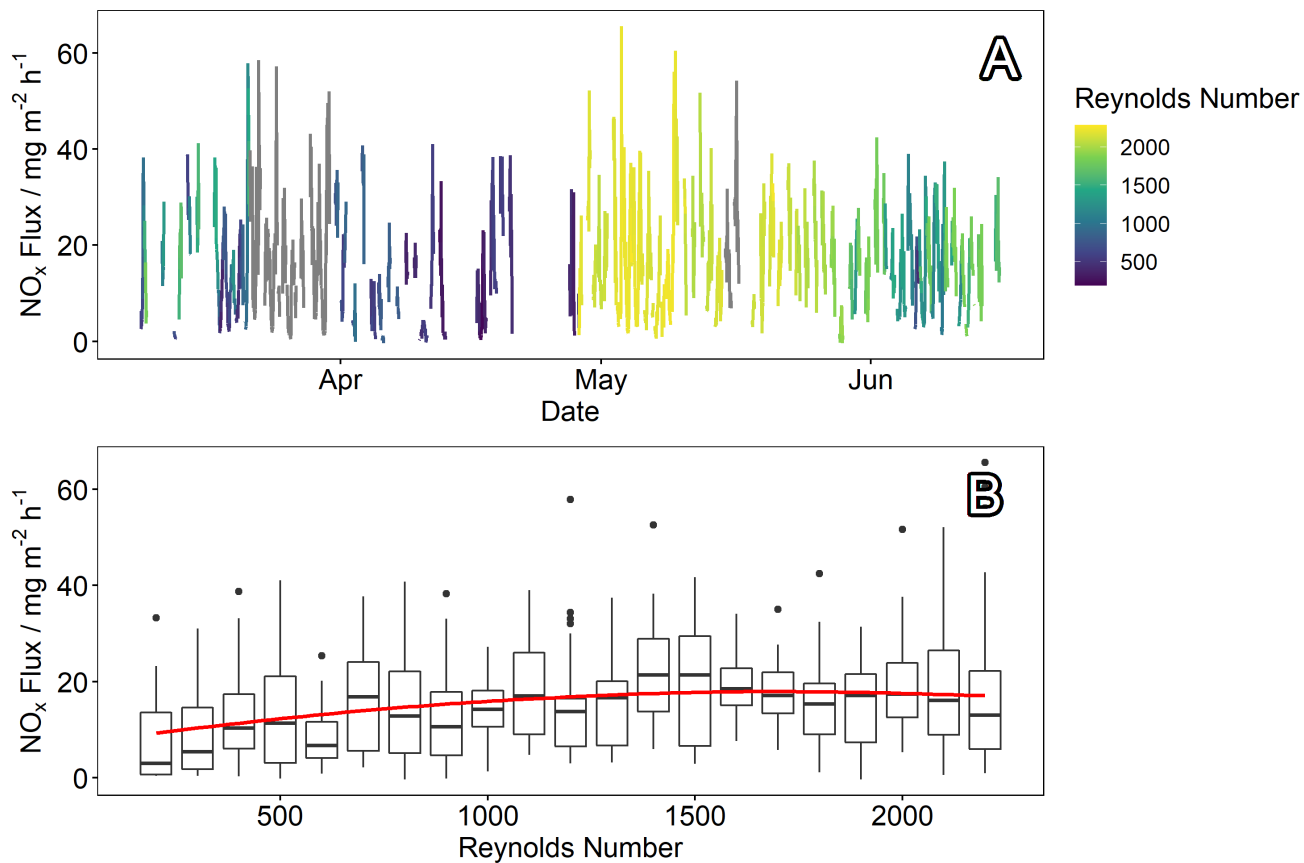 A
NOx Flux / mg m⁻² h⁻¹
60
40
20
0
Apr May Jun
Date
Reynolds Number
2000
1500
1000
500
B
NOx Flux / mg m⁻² h⁻¹
60
40
20
0
500 1000 1500 2000
Reynolds Number